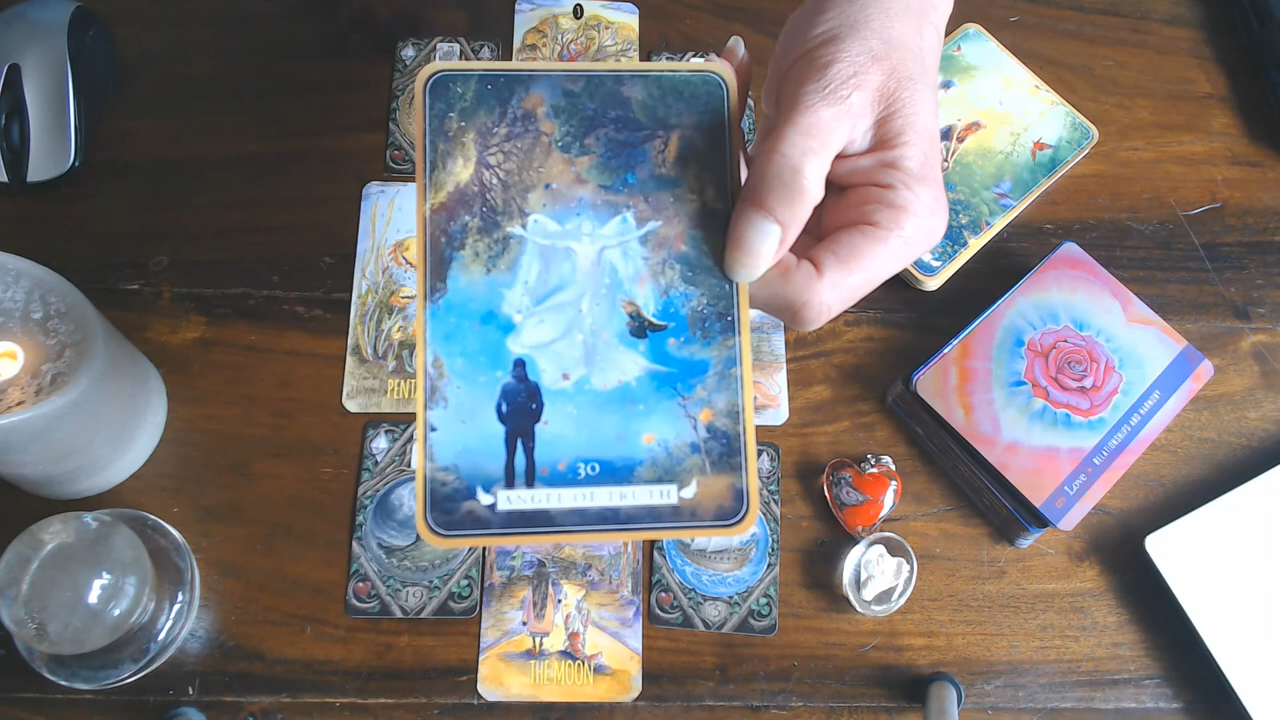 30
ANGEL OF TRUTH
PENT
19
3
THE MOON
Love • RELATIONSHIPS AND HARMONY